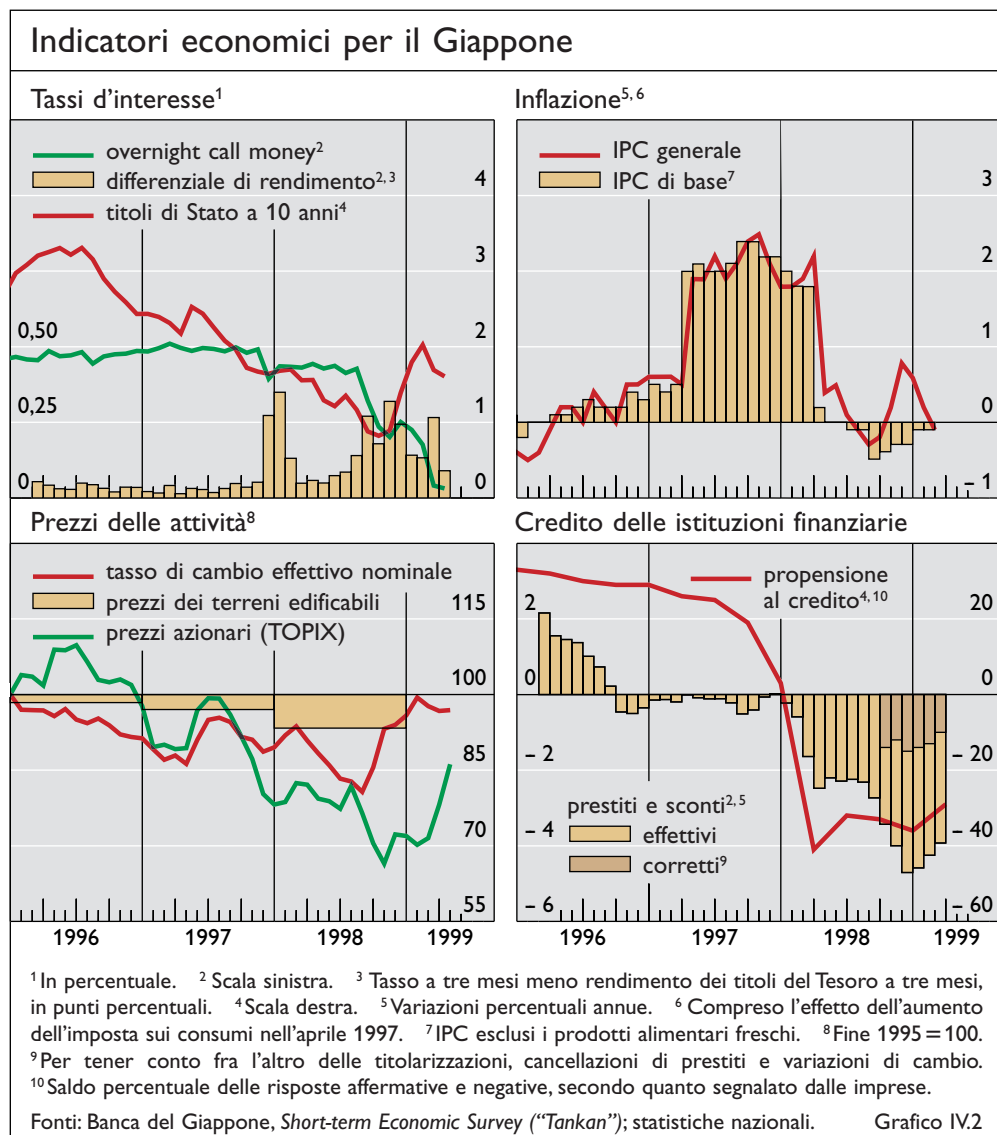 Indicatori economici per il Giappone
Tassi d'interesse¹
overnight call money²
differenziale di rendimento²,³
titoli di Stato a 10 anni⁴
4
3
2
1
0
0,50
0,25
0
Inflazione⁵,⁶
IPC generale
IPC di base⁷
3
2
1
0
– 1
Prezzi delle attività⁸
tasso di cambio effettivo nominale
prezzi dei terreni edificabili
prezzi azionari (TOPIX)
115
100
85
70
55
1996 1997 1998 1999
Credito delle istituzioni finanziarie
propensione
al credito⁴,¹⁰
2
0
– 2
– 4
– 6
20
0
– 20
– 40
– 60
prestiti e sconti²,⁵
effettivi
corretti⁹
1996 1997 1998 1999
¹ In percentuale. ² Scala sinistra. ³ Tasso a tre mesi meno rendimento dei titoli del Tesoro a tre mesi,
in punti percentuali. ⁴ Scala destra. ⁵ Variazioni percentuali annue. ⁶ Compreso l'effetto dell'aumento
dell'imposta sui consumi nell'aprile 1997. ⁷ IPC esclusi i prodotti alimentari freschi. ⁸ Fine 1995 = 100.
⁹ Per tener conto fra l'altro delle titolarizzazioni, cancellazioni di prestiti e variazioni di cambio.
¹⁰ Saldo percentuale delle risposte affermative e negative, secondo quanto segnalato dalle imprese.
Fonti: Banca del Giappone, Short-term Economic Survey (“Tankan”); statistiche nazionali. Grafico IV.2